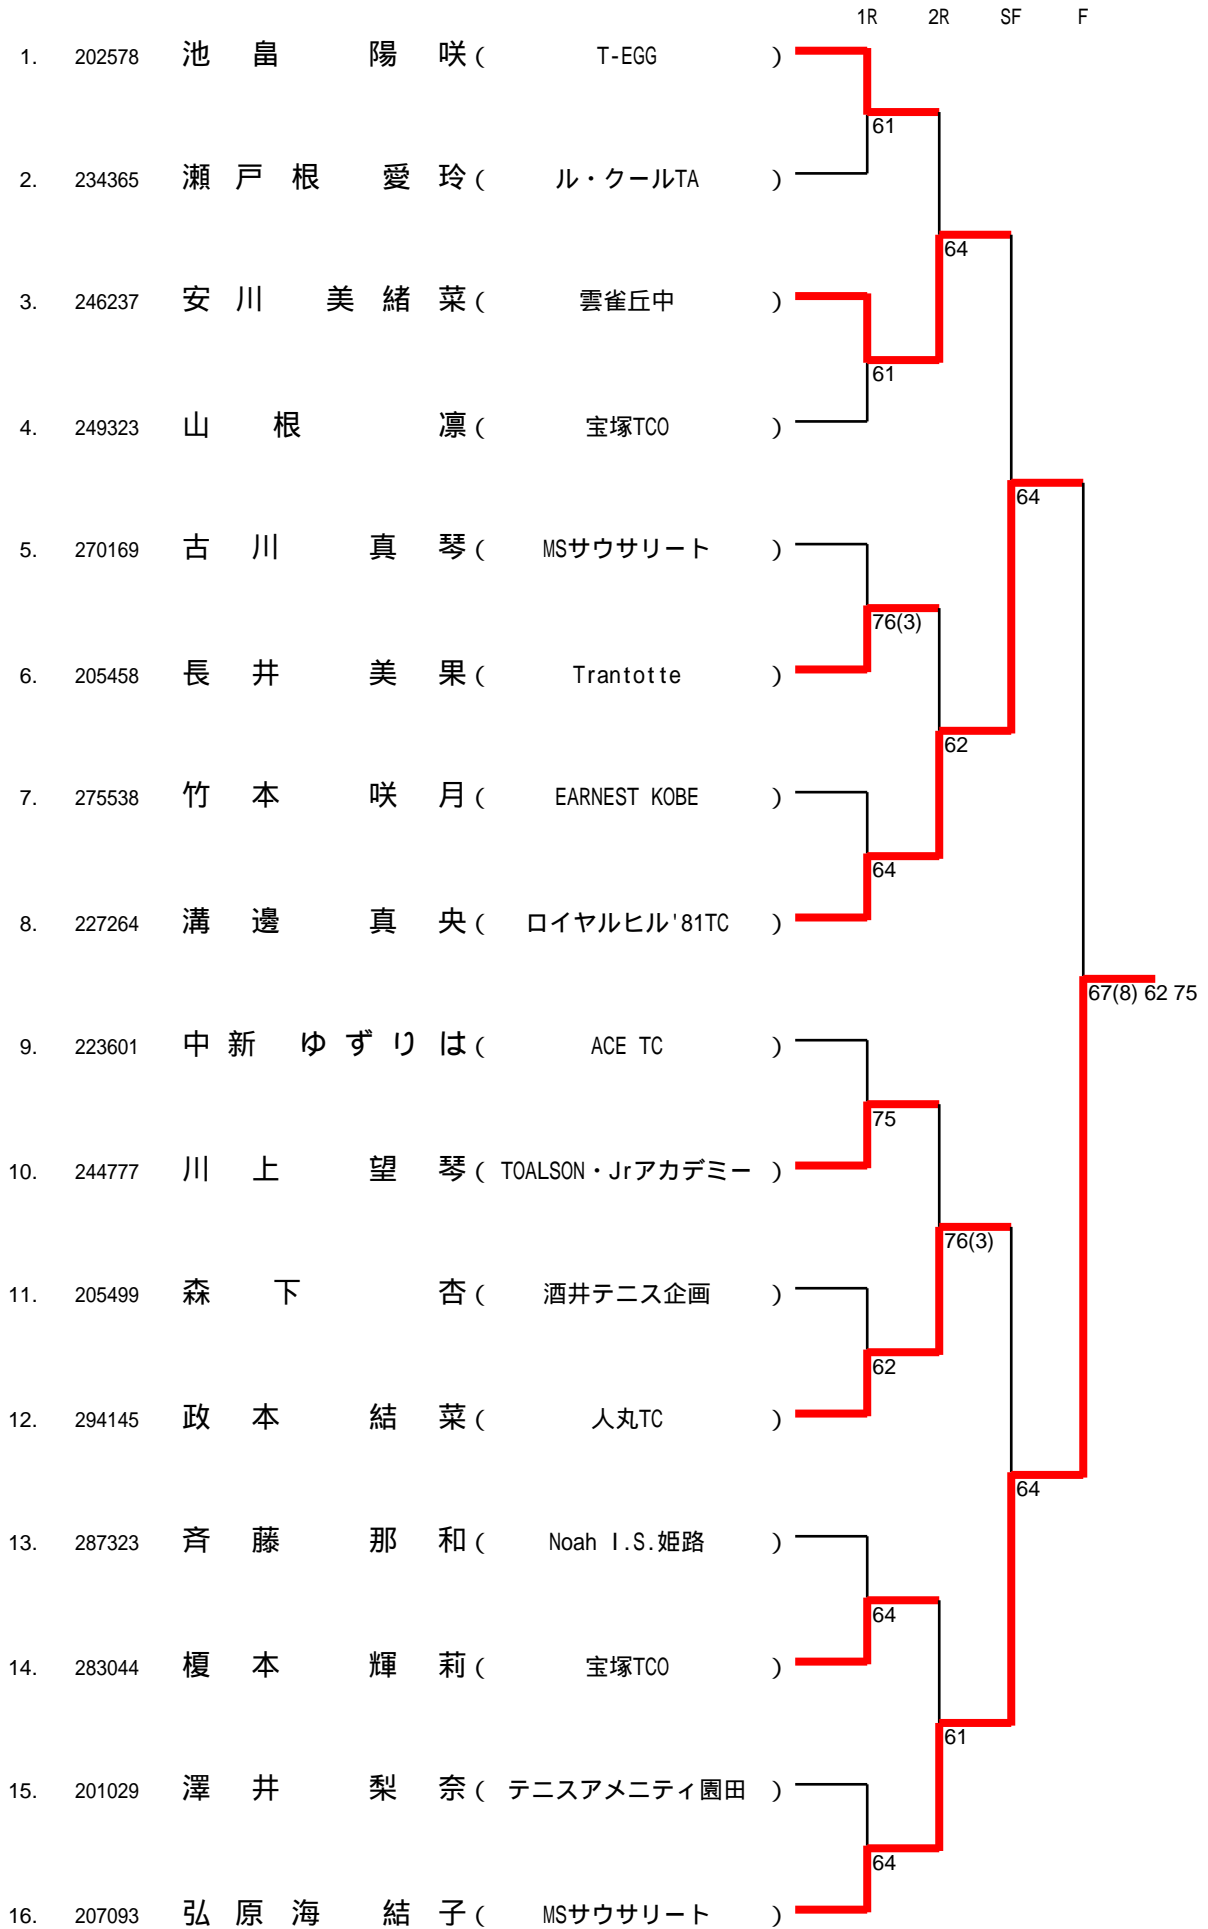 1R 2R SF F
1. 202578 池畠 陽咲 ( T-EGG )
61
2. 234365 瀬戸根 愛玲 ( ル・クールTA )
64
3. 246237 安川 美緒菜 ( 雲雀丘中 )
61
4. 249323 山根 凛 ( 宝塚TCO )
64
5. 270169 古川 真琴 ( MSサウサリート )
76(3)
6. 205458 長井 美果 ( Trantotte )
62
7. 275538 竹本 咲月 ( EARNEST KOBE )
64
8. 227264 溝邊 真央 ( ロイヤルヒル'81TC )
67(8) 62 75
9. 223601 中新 ゆずりは ( ACE TC )
75
10. 244777 川上 望琴 ( TOALSON・Jrアカデミー )
76(3)
11. 205499 森下 杏 ( 酒井テニス企画 )
62
12. 294145 政本 結菜 ( 人丸TC )
64
13. 287323 斉藤 那和 ( Noah I.S.姫路 )
64
14. 283044 榎本 輝莉 ( 宝塚TCO )
61
15. 201029 澤井 梨奈 ( テニスアメニティ園田 )
64
16. 207093 弘原海 結子 ( MSサウサリート )